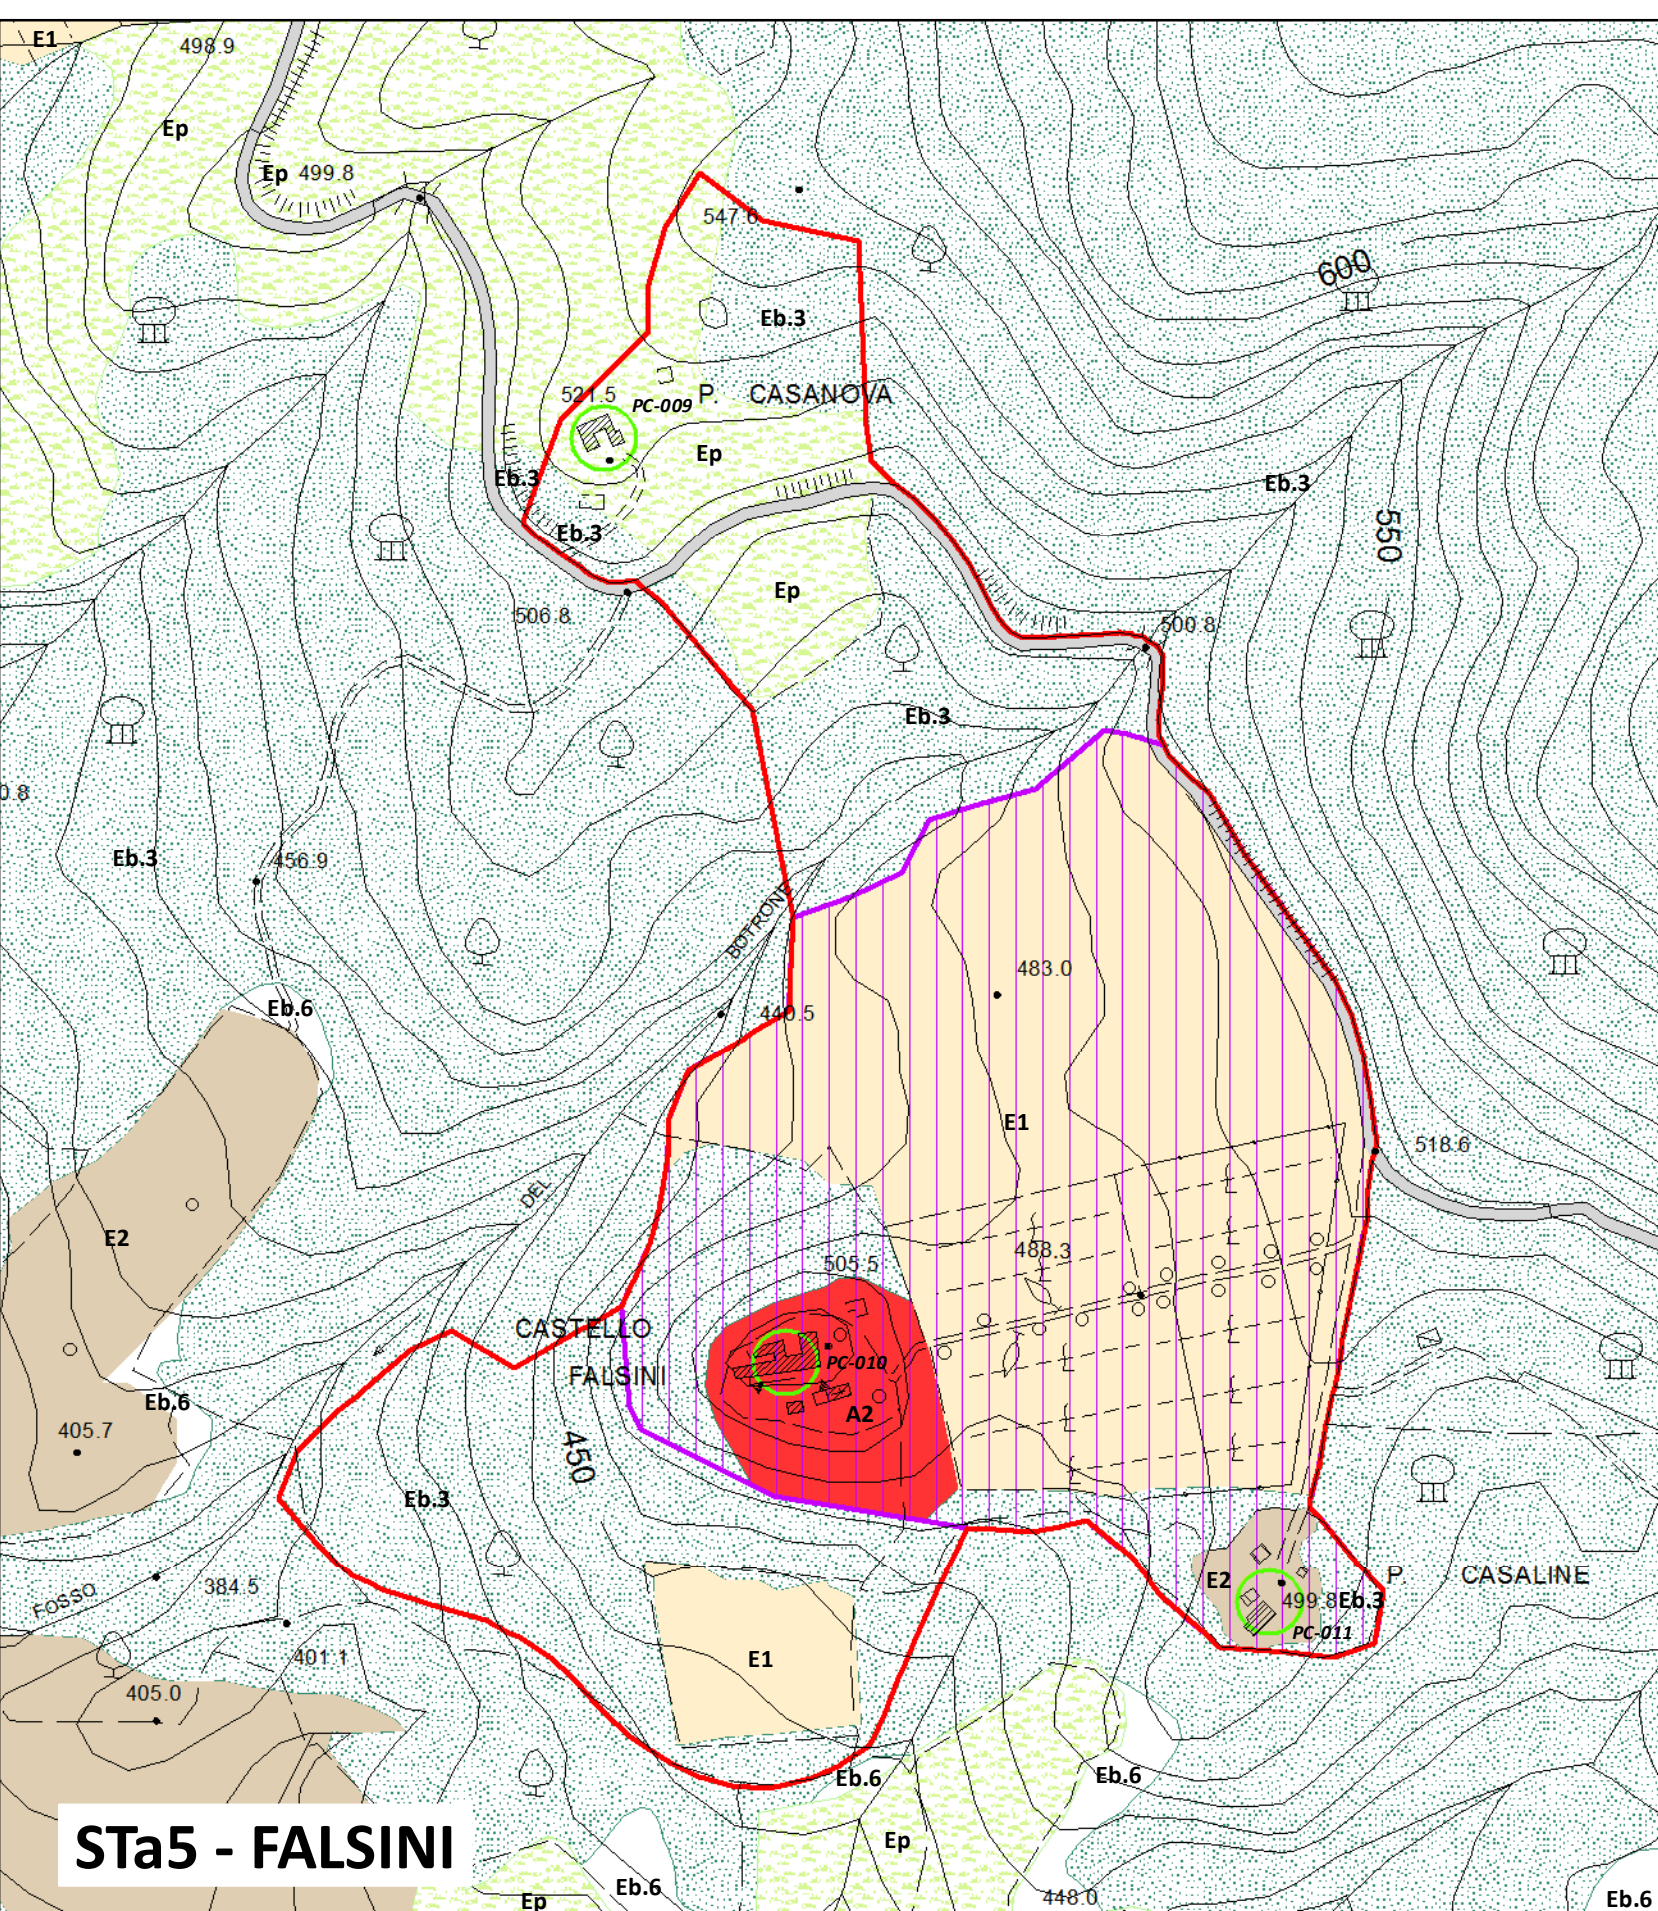 E1
498.9
Ep
Ep 499.8
547.6
600
Eb.3
521.5
PC-009
P. CASANOVA
Ep
Eb.3
Eb.3
550
Eb.3
Ep
506.8
500.8
Eb.3
0.8
Eb.3
456.9
BOTRONE
483.0
Eb.6
440.5
E1
518.6
DEL
E2
488.3
505.5
CASTELLO
FALSINI
PC-010
Eb.6
A2
405.7
450
Eb.3
FOSSO
384.5
E2
P. CASALINE
499.8
Eb.3
PC-011
401.1
E1
405.0
Eb.6
Eb.6
STa5 - FALSINI
Ep
Eb.6
Ep
448.0
Eb.6